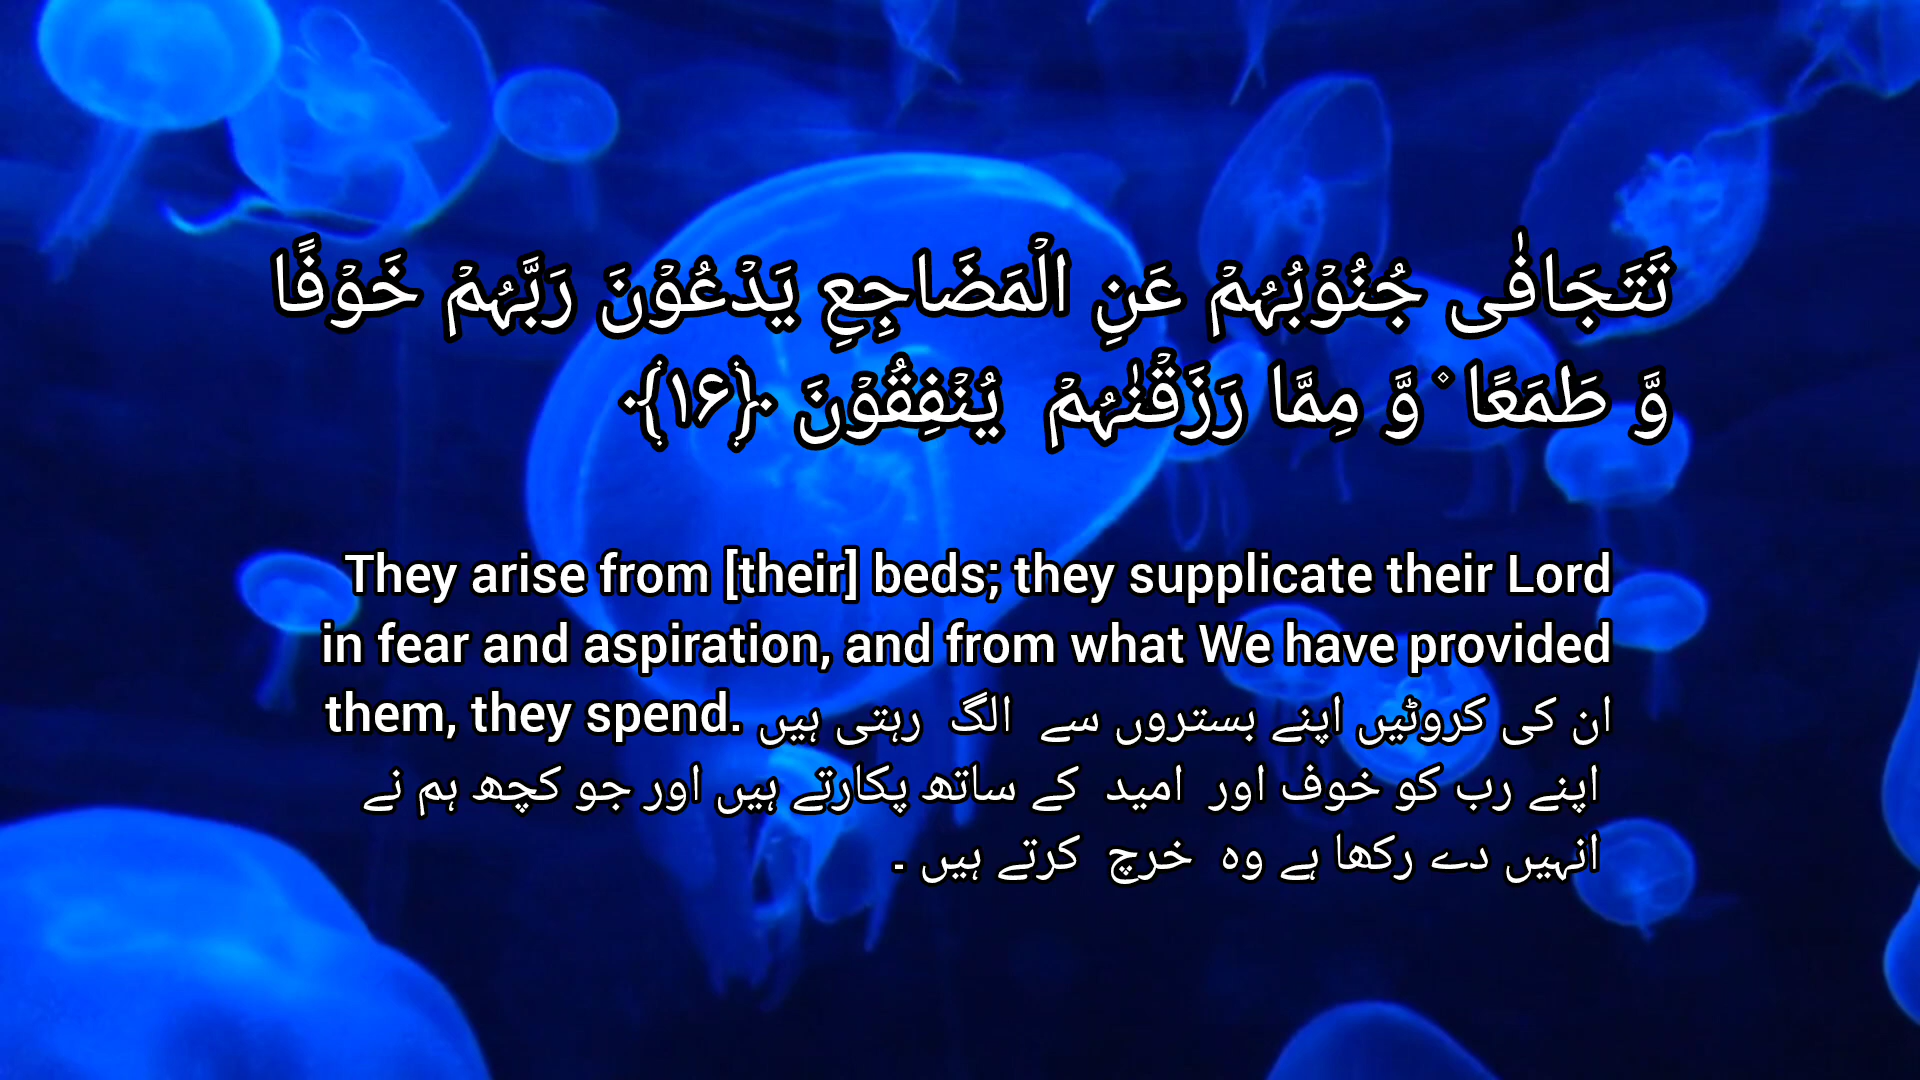 تَتَجَافٰی جُنُوۡبُہُمۡ عَنِ الۡمَضَاجِعِ یَدۡعُوۡنَ رَبَّہُمۡ خَوۡفًا
وَّ طَمَعًا ۫ وَّ مِمَّا رَزَقۡنٰہُمۡ یُنۡفِقُوۡنَ ﴿۱۶﴾
They arise from [their] beds; they supplicate their Lord
in fear and aspiration, and from what We have provided
them, they spend. ان کی کروٹیں اپنے بستروں سے الگ رہتی ہیں
اپنے رب کو خوف اور امید کے ساتھ پکارتے ہیں اور جو کچھ ہم نے
انہیں دے رکھا ہے وہ خرچ کرتے ہیں ۔